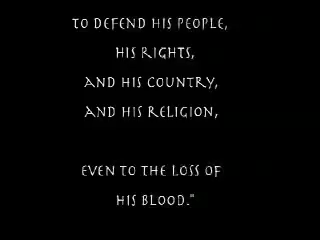 TO DEFEND HIS PEOPLE,
HIS RIGHTS,
AND HIS COUNTRY,
AND HIS RELIGION,
EVEN TO THE LOSS OF
HIS BLOOD."